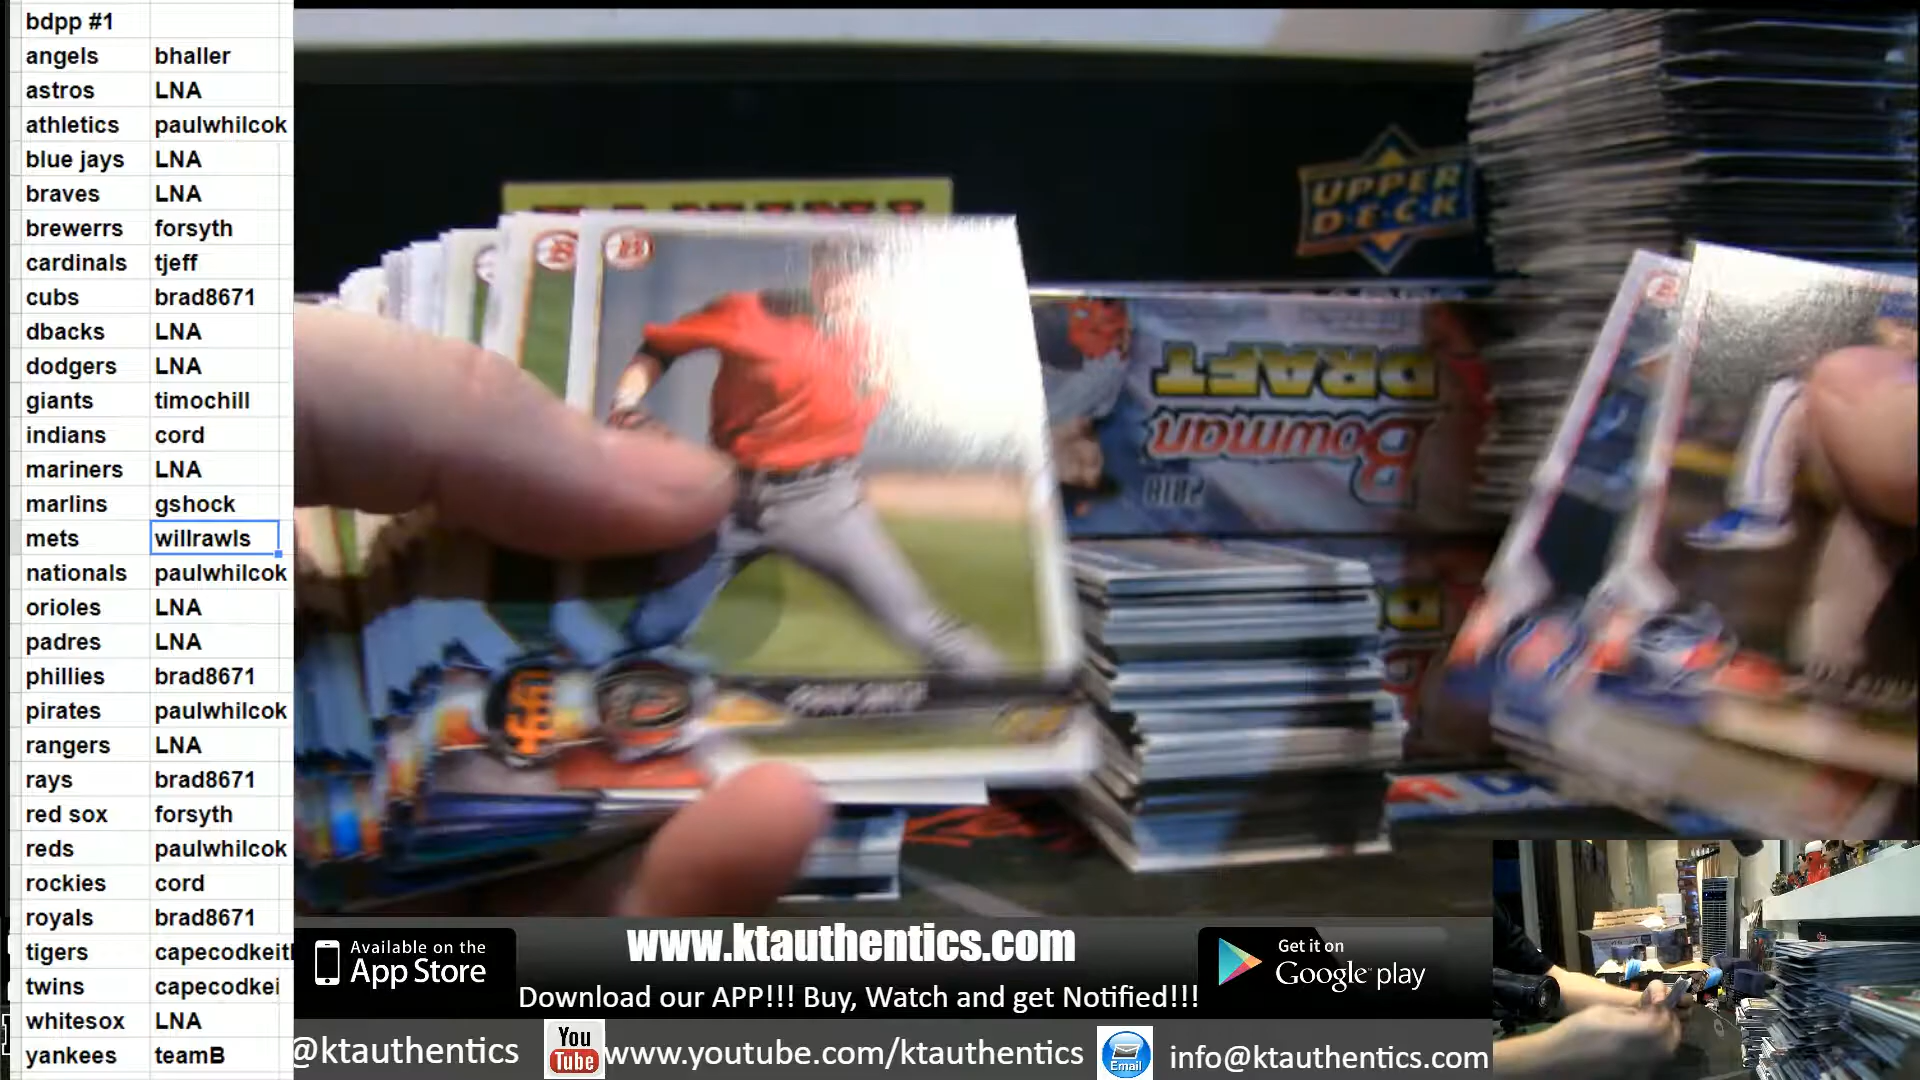 bdpp #1
angels bhaller
astros LNA
athletics paulwhilcok
blue jays LNA
braves LNA
brewerrs forsyth
cardinals tjeff
cubs brad8671
dbacks LNA
dodgers LNA
giants timochill
indians cord
mariners LNA
marlins gshock
mets willrawls
nationals paulwhilcok
orioles LNA
padres LNA
phillies brad8671
pirates paulwhilcok
rangers LNA
rays brad8671
red sox forsyth
reds paulwhilcok
rockies cord
royals brad8671
tigers capecodkeitl
twins capecodkei
whitesox LNA
yankees teamB
UPPER
D·E·C·K
Bowman
DRAFT
2018
B
B
SF
Available on the
App Store
www.ktauthentics.com
Get it on
Google play
Download our APP!!! Buy, Watch and get Notified!!!
@ktauthentics
You
Tube
www.youtube.com/ktauthentics
Email
info@ktauthentics.com